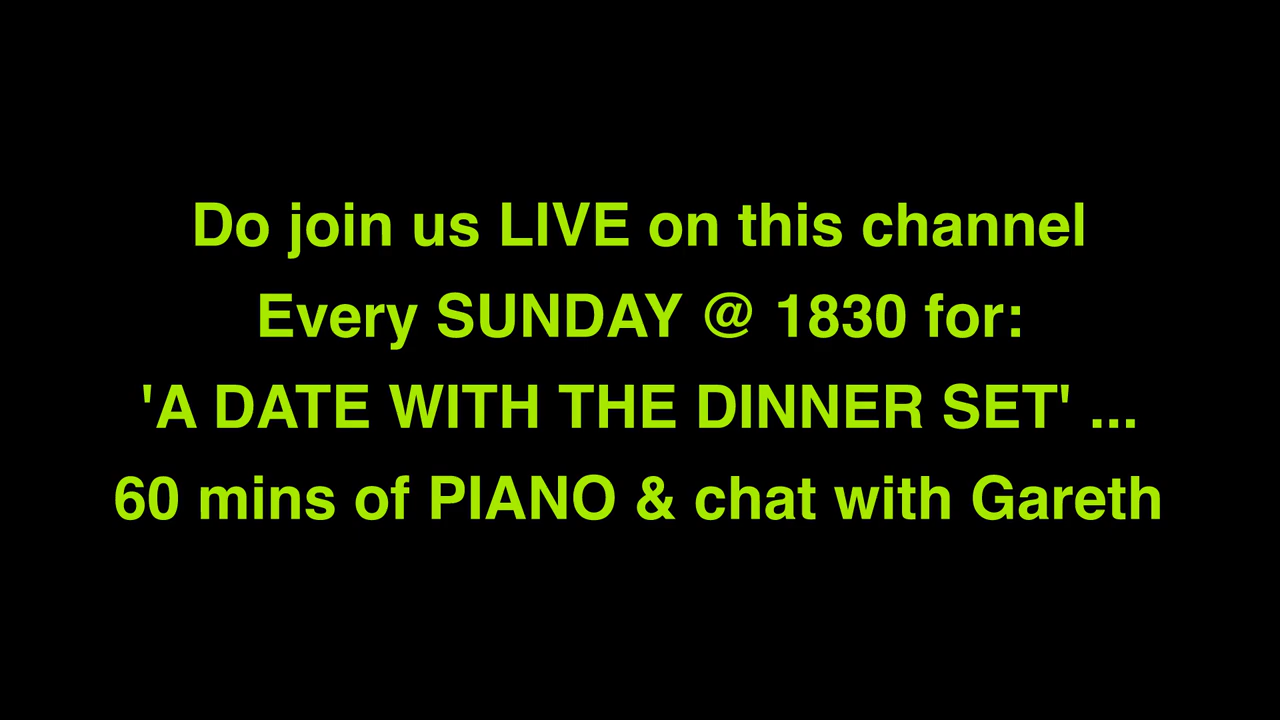 Do join us LIVE on this channel
Every SUNDAY @ 1830 for:
'A DATE WITH THE DINNER SET' ...
60 mins of PIANO & chat with Gareth